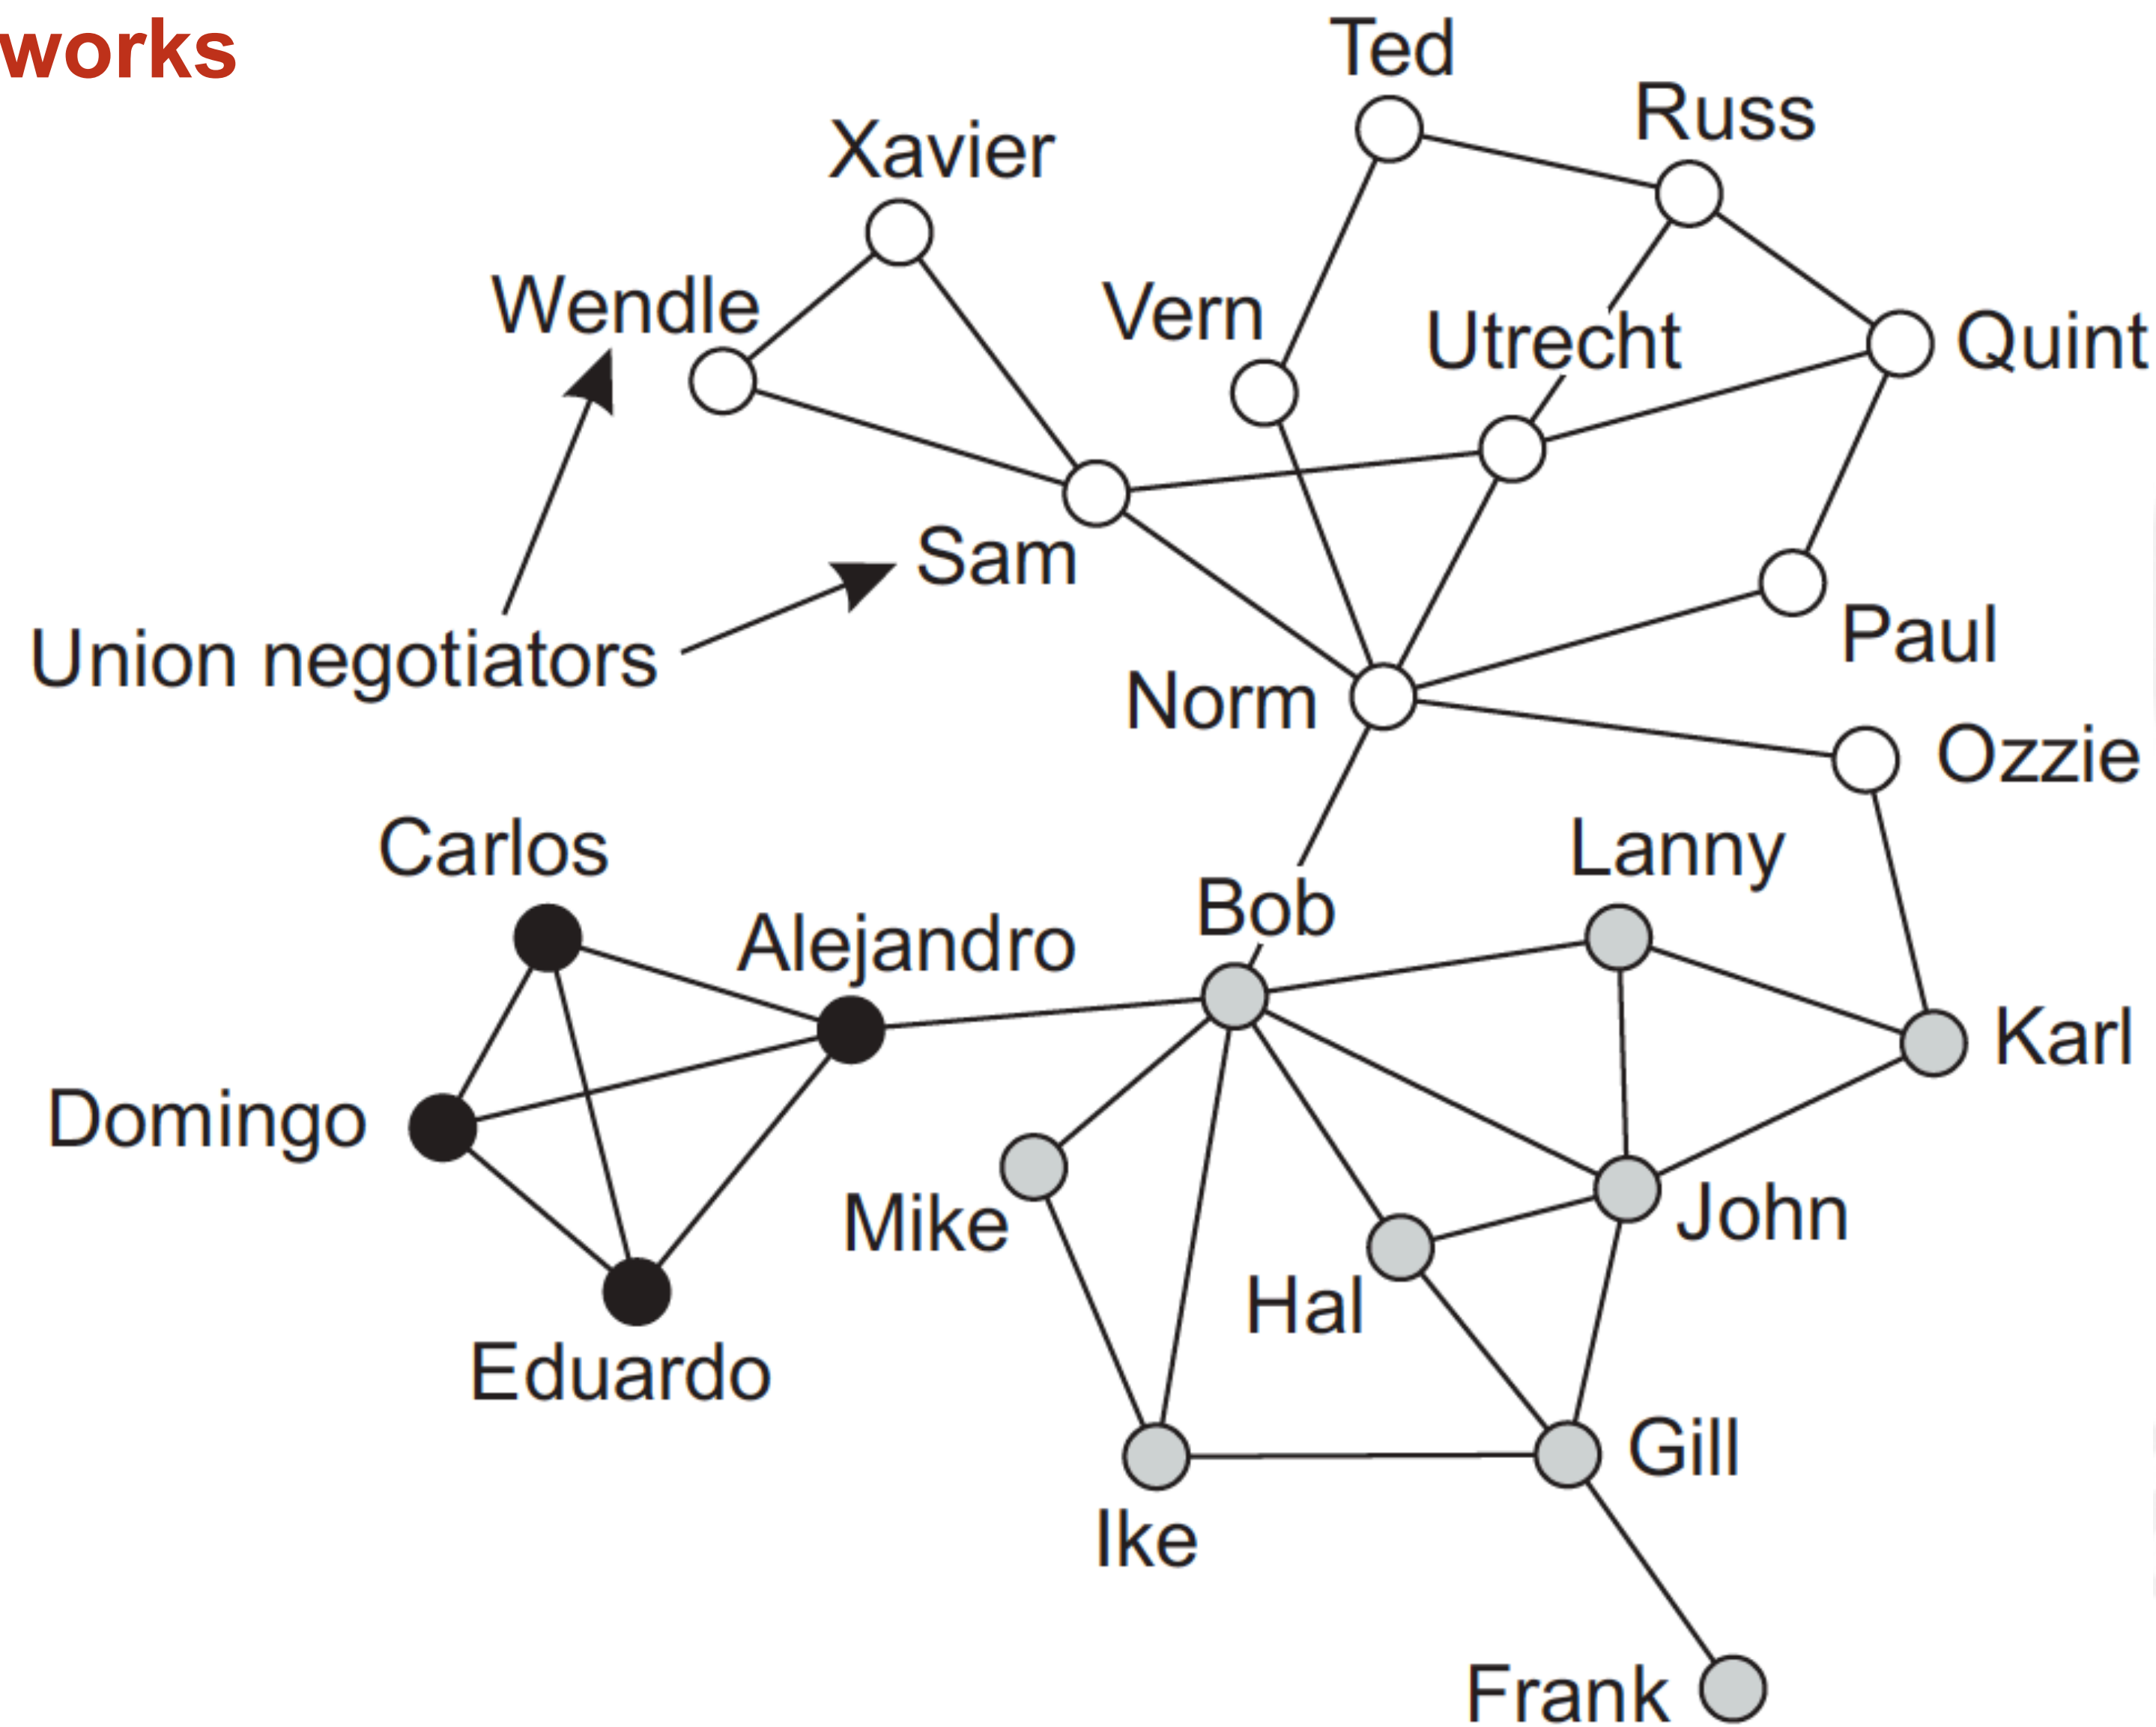 works
Ted
Russ
Xavier
Wendle
Vern
Utrecht
Quint
Sam
Union negotiators
Paul
Norm
Ozzie
Carlos
Lanny
Bob
Alejandro
Karl
Domingo
Mike
John
Hal
Eduardo
Gill
Ike
Frank